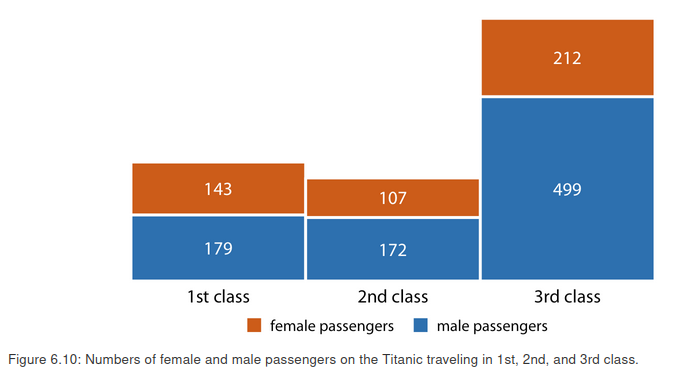 212
143
107
499
179
172
1st class
2nd class
3rd class
female passengers
male passengers
Figure 6.10: Numbers of female and male passengers on the Titanic traveling in 1st, 2nd, and 3rd class.